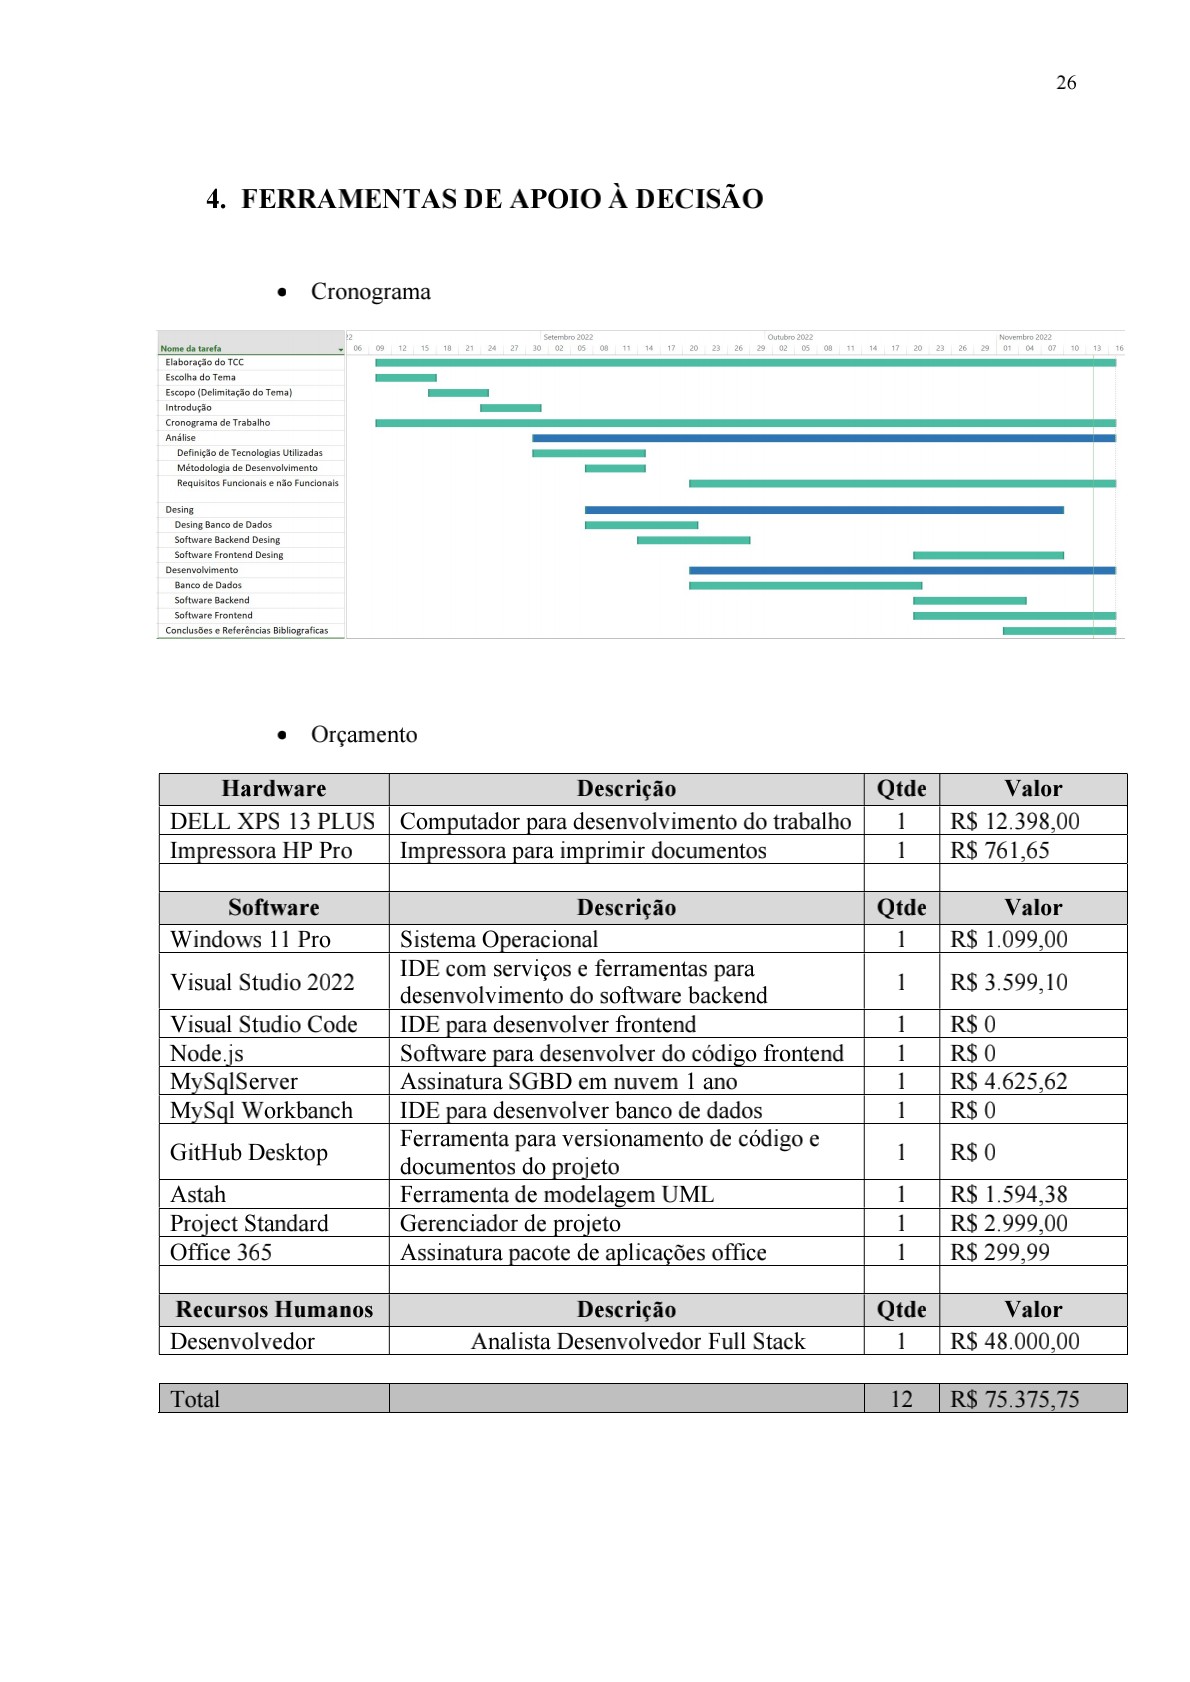 26
4. FERRAMENTAS DE APOIO À DECISÃO
• Cronograma
22 Setembro 2022 Outubro 2022 Novembro 2022
Nome da tarefa 06 09 12 15 18 21 24 27 30 02 05 08 11 14 17 20 23 26 29 02 05 08 11 14 17 20 23 26 29 01 04 07 10 13 16
Elaboração do TCC
Escolha do Tema
Escopo (Delimitação do Tema)
Introdução
Cronograma de Trabalho
Análise
Definição de Tecnologias Utilizadas
Métodologia de Desenvolvimento
Requisitos Funcionais e não Funcionais
Desing
Desing Banco de Dados
Software Backend Desing
Software Frontend Desing
Desenvolvimento
Banco de Dados
Software Backend
Software Frontend
Conclusões e Referências Bibliograficas
• Orçamento
Hardware Descrição Qtde Valor
DELL XPS 13 PLUS Computador para desenvolvimento do trabalho 1 R$ 12.398,00
Impressora HP Pro Impressora para imprimir documentos 1 R$ 761,65
Software Descrição Qtde Valor
Windows 11 Pro Sistema Operacional 1 R$ 1.099,00
Visual Studio 2022 IDE com serviços e ferramentas para
desenvolvimento do software backend 1 R$ 3.599,10
Visual Studio Code IDE para desenvolver frontend 1 R$ 0
Node.js Software para desenvolver do código frontend 1 R$ 0
MySqlServer Assinatura SGBD em nuvem 1 ano 1 R$ 4.625,62
MySql Workbanch IDE para desenvolver banco de dados 1 R$ 0
GitHub Desktop Ferramenta para versionamento de código e
documentos do projeto 1 R$ 0
Astah Ferramenta de modelagem UML 1 R$ 1.594,38
Project Standard Gerenciador de projeto 1 R$ 2.999,00
Office 365 Assinatura pacote de aplicações office 1 R$ 299,99
Recursos Humanos Descrição Qtde Valor
Desenvolvedor Analista Desenvolvedor Full Stack 1 R$ 48.000,00
Total 12 R$ 75.375,75